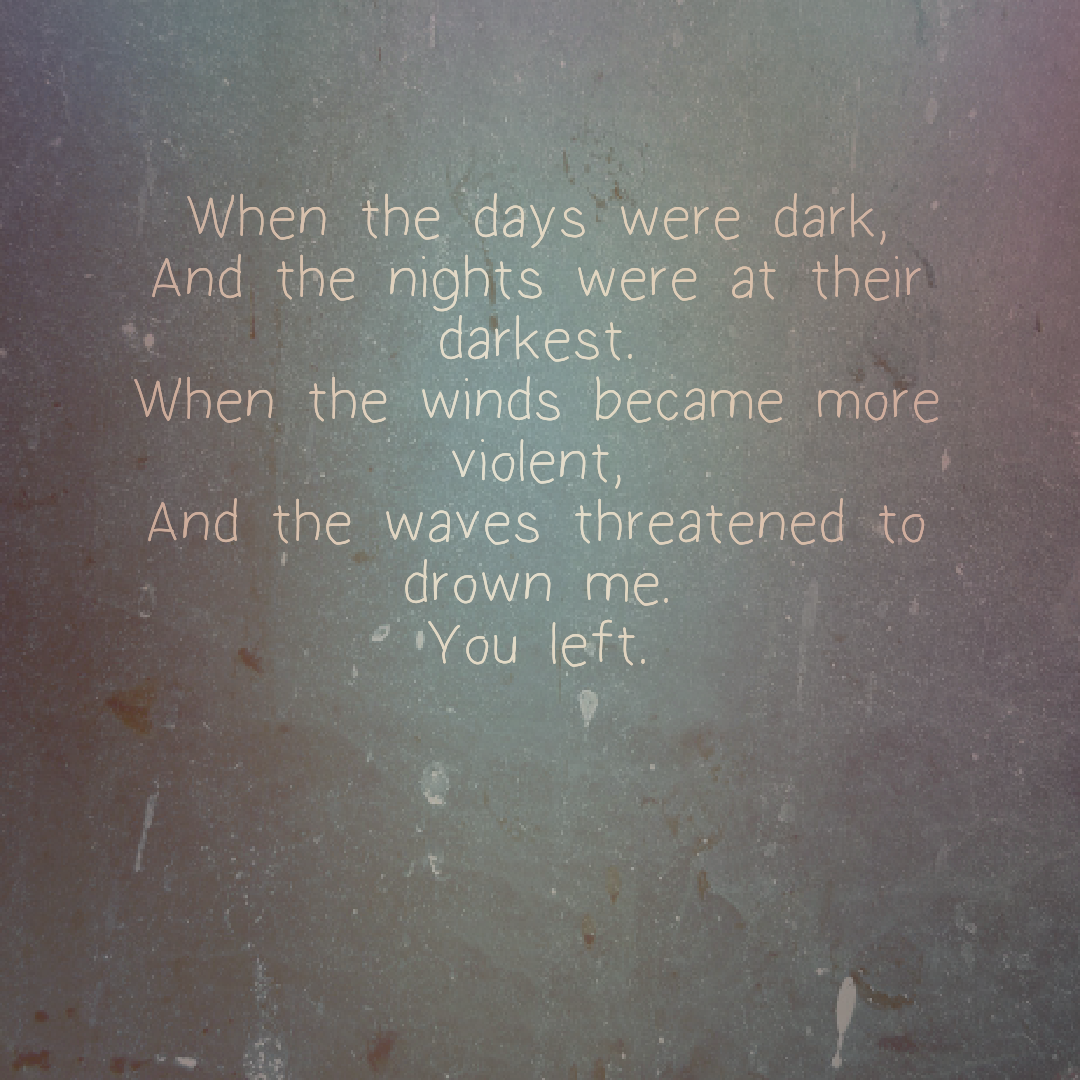 When the days were dark,
And the nights were at their
darkest.
When the winds became more
violent,
And the waves threatened to
drown me.
You left.